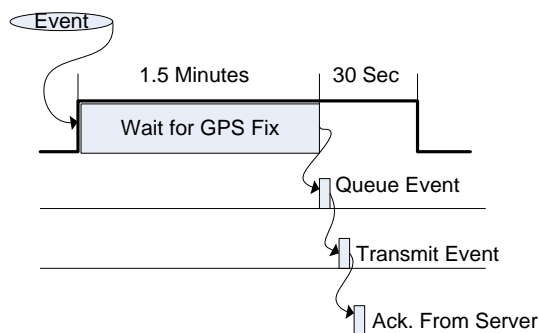 Event
1.5 Minutes
30 Sec
Wait for GPS Fix
Queue Event
Transmit Event
Ack. From Server